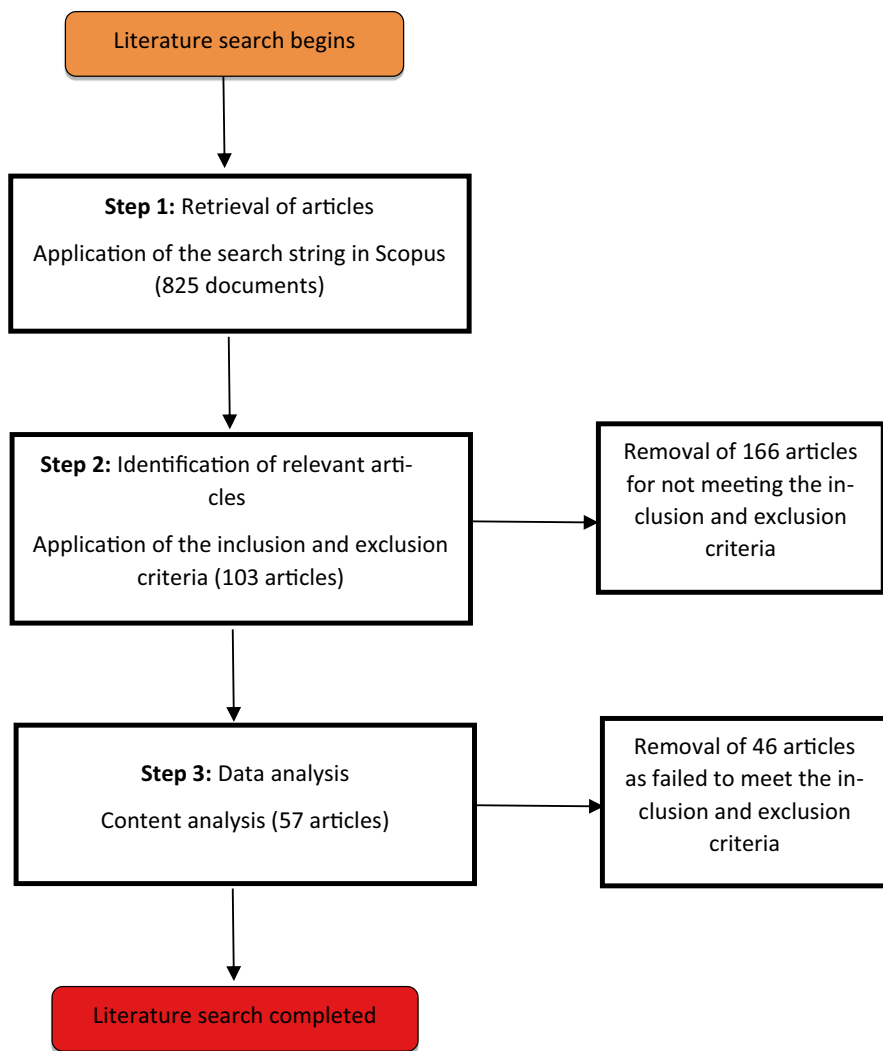 Literature search begins
Step 1: Retrieval of articles
Application of the search string in Scopus
(825 documents)
Step 2: Identification of relevant arti-
cles
Application of the inclusion and exclusion
criteria (103 articles)
Removal of 166 articles
for not meeting the in-
clusion and exclusion
criteria
Step 3: Data analysis
Content analysis (57 articles)
Removal of 46 articles
as failed to meet the in-
clusion and exclusion
criteria
Literature search completed